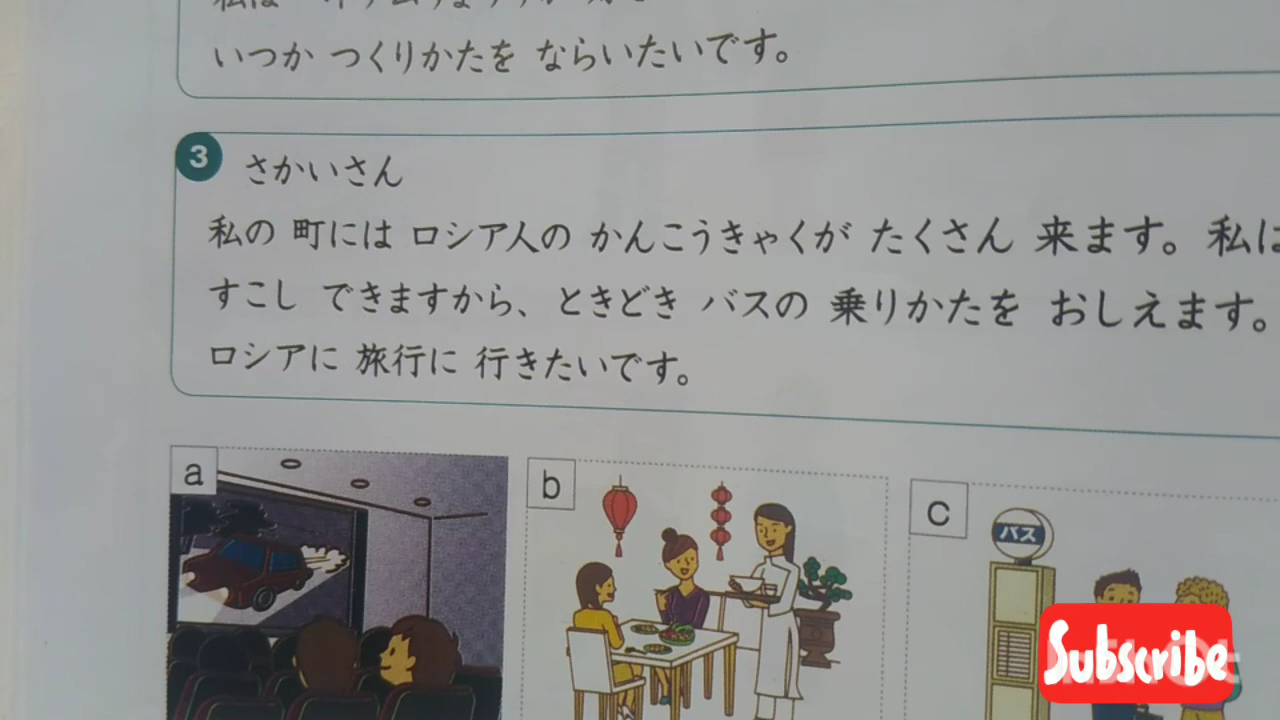 いつか つくりかたを ならいたいです。
3 さかいさん
私の 町には ロシア人の かんこうきゃくが たくさん 来ます。 私は
すこし できますから、 ときどき バスの 乗りかたを おしえます。
ロシアに 旅行に 行きたいです。
a
b
c
バス
Subscribe